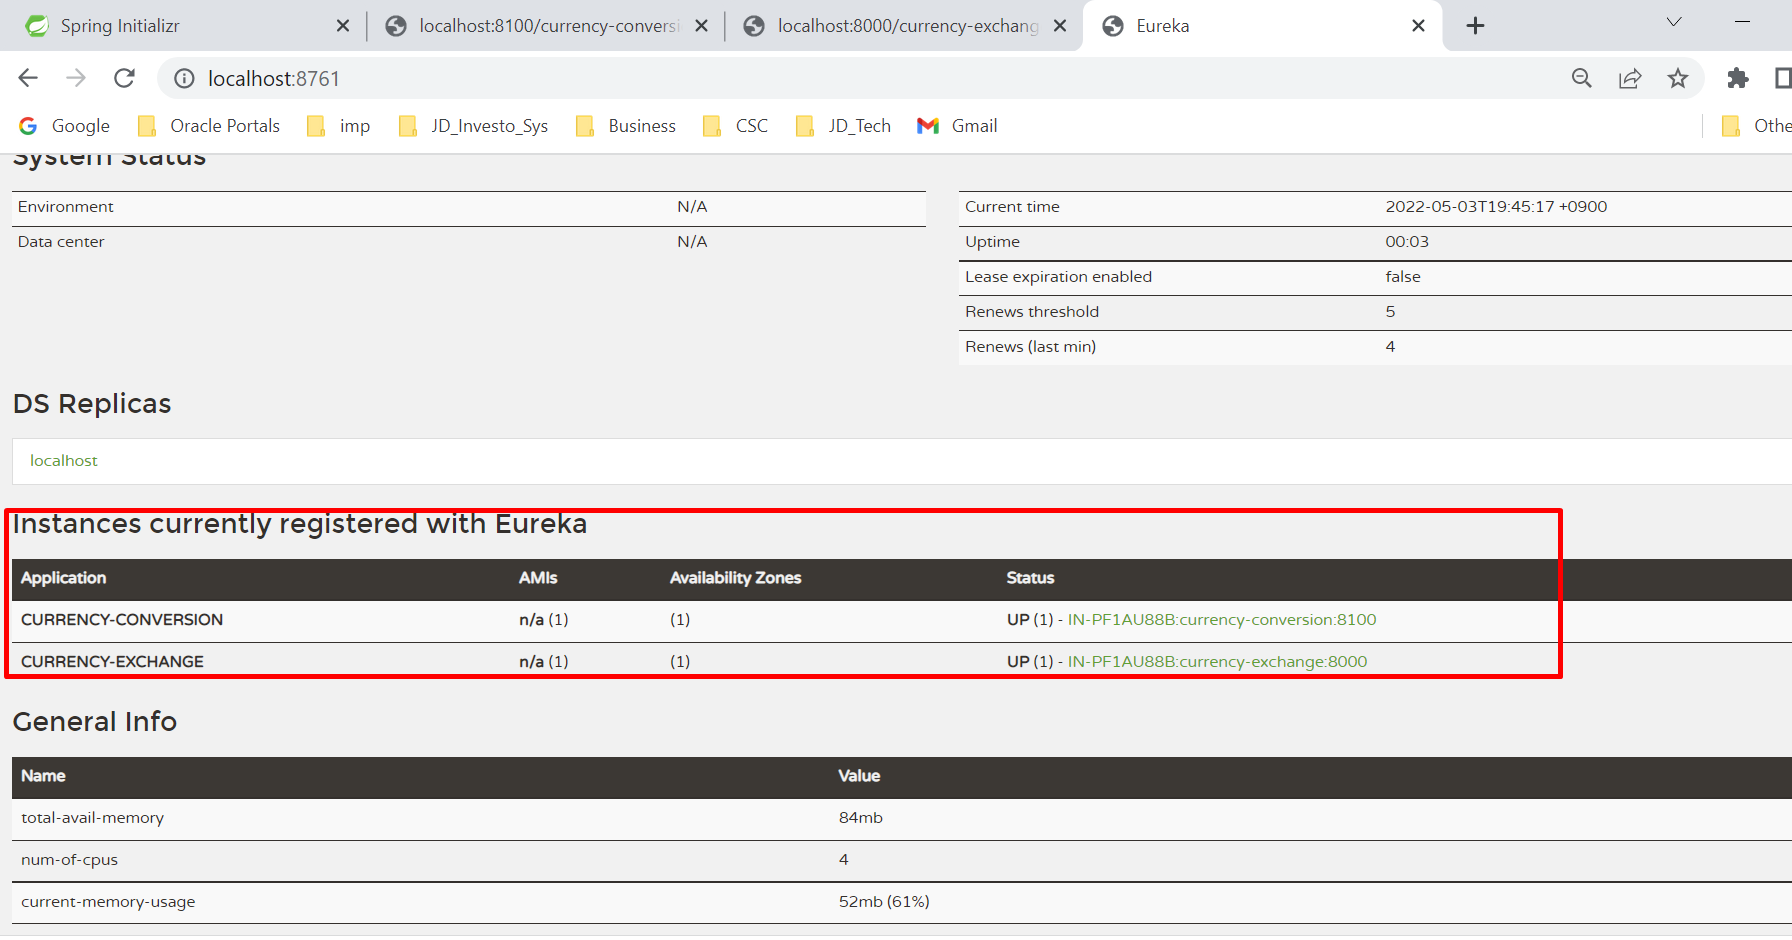 Spring Initializr
localhost:8100/currency-conversi
localhost:8000/currency-exchang
Eureka
localhost:8761
Google
Oracle Portals
imp
JD_Investo_Sys
Business
CSC
JD_Tech
Gmail
Othe
System Status
Environment N/A
Data center N/A
Current time 2022-05-03T19:45:17 +0900
Uptime 00:03
Lease expiration enabled false
Renews threshold 5
Renews (last min) 4
DS Replicas
localhost
Instances currently registered with Eureka
Application AMIs Availability Zones Status
CURRENCY-CONVERSION n/a (1) (1) UP (1) - IN-PF1AU88B:currency-conversion:8100
CURRENCY-EXCHANGE n/a (1) (1) UP (1) - IN-PF1AU88B:currency-exchange:8000
General Info
Name Value
total-avail-memory 84mb
num-of-cpus 4
current-memory-usage 52mb (61%)